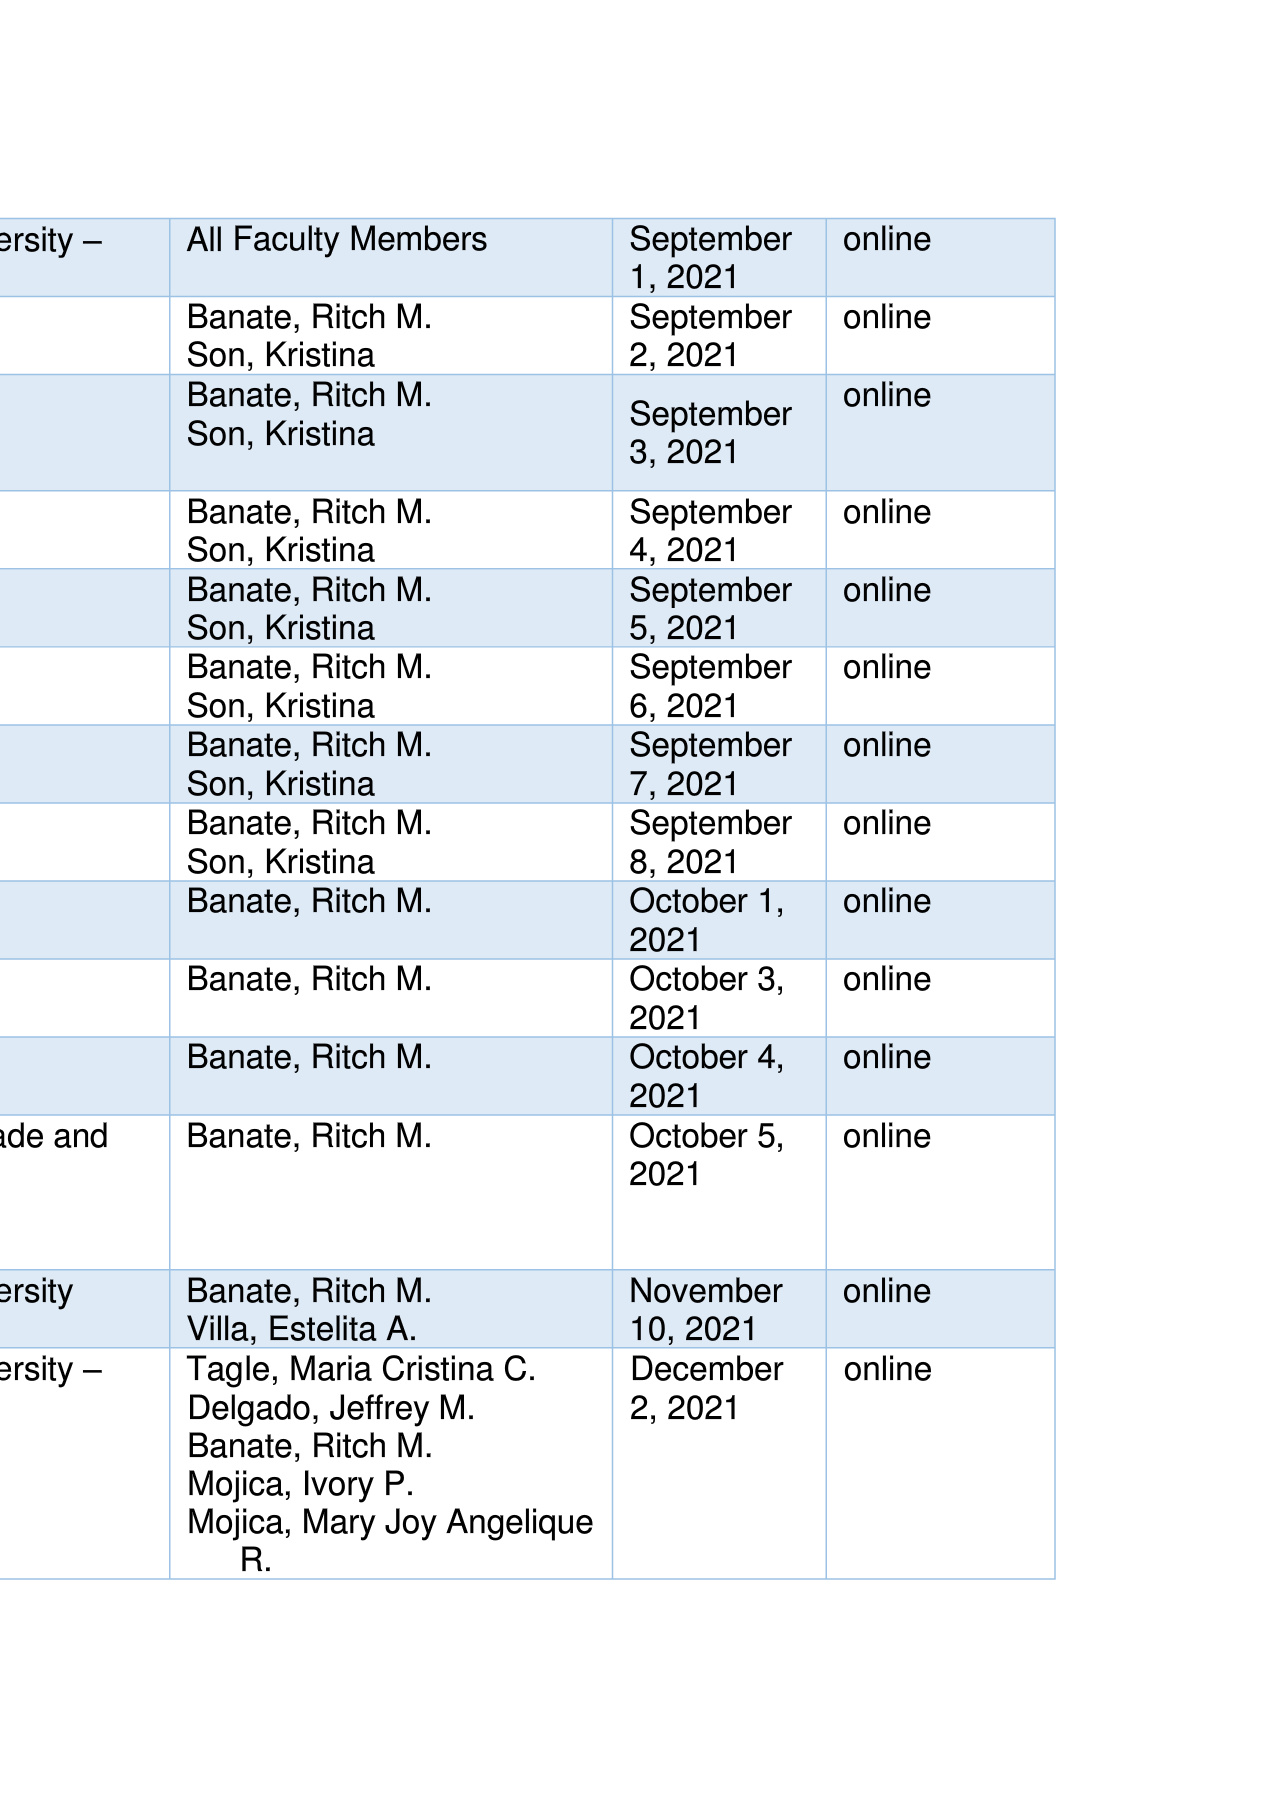 ersity –
All Faculty Members
September
1, 2021
online
Banate, Ritch M.
Son, Kristina
September
2, 2021
online
Banate, Ritch M.
Son, Kristina
September
3, 2021
online
Banate, Ritch M.
Son, Kristina
September
4, 2021
online
Banate, Ritch M.
Son, Kristina
September
5, 2021
online
Banate, Ritch M.
Son, Kristina
September
6, 2021
online
Banate, Ritch M.
Son, Kristina
September
7, 2021
online
Banate, Ritch M.
Son, Kristina
September
8, 2021
online
Banate, Ritch M.
October 1,
2021
online
Banate, Ritch M.
October 3,
2021
online
Banate, Ritch M.
October 4,
2021
online
ade and
Banate, Ritch M.
October 5,
2021
online
ersity
Banate, Ritch M.
Villa, Estelita A.
November
10, 2021
online
ersity –
Tagle, Maria Cristina C.
Delgado, Jeffrey M.
Banate, Ritch M.
Mojica, Ivory P.
Mojica, Mary Joy Angelique
R.
December
2, 2021
online